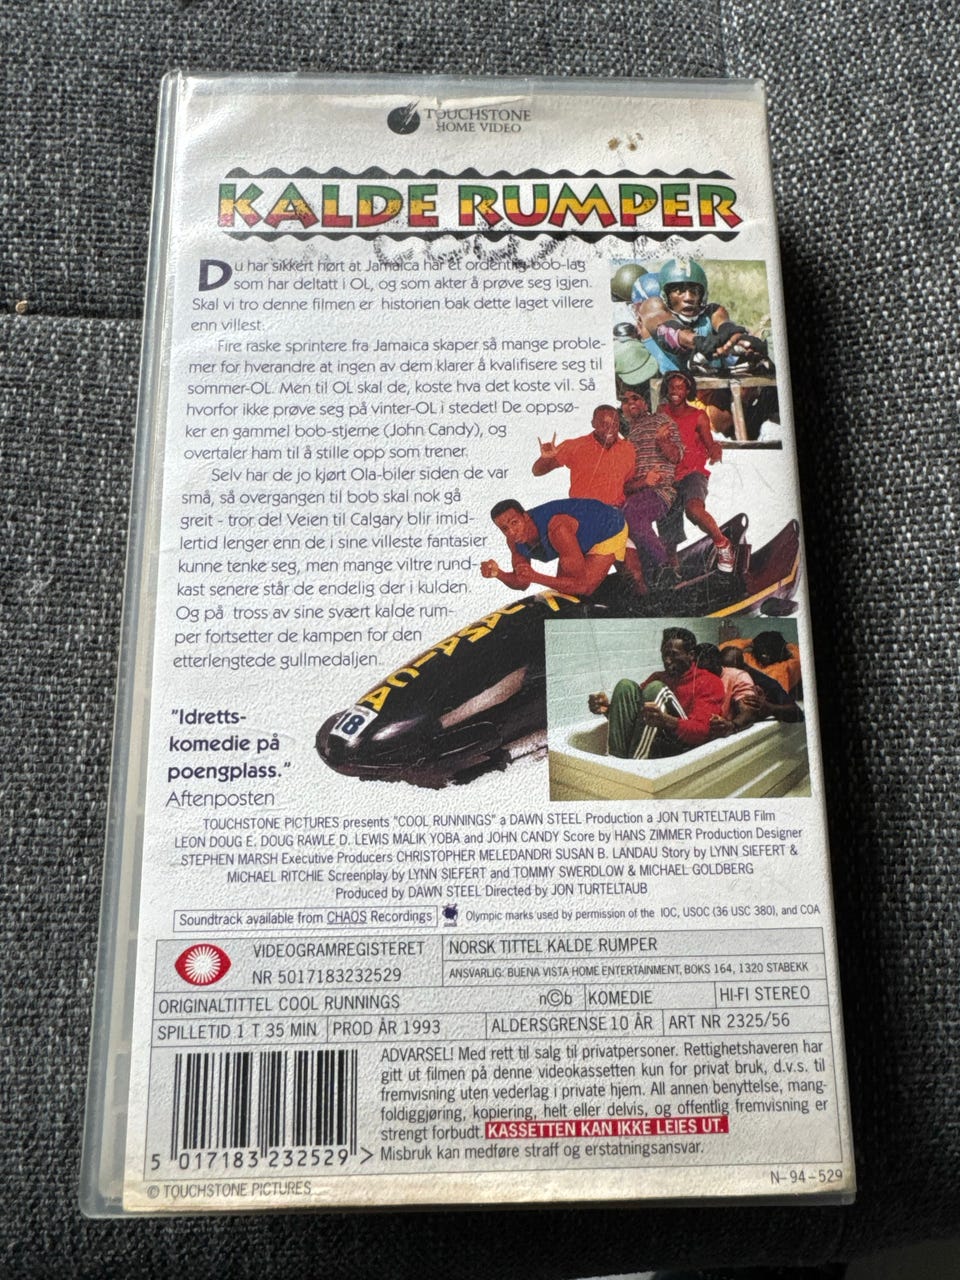 TOUCHSTONE
HOME VIDEO
KALDE RUMPER
Du har sikkert hørt at Jamaica har et ordentlig bob-lag
som har deltatt i OL, og som akter å prøve seg igjen.
Skal vi tro denne filmen er historien bak dette laget villere
enn villest.
Fire raske sprintere fra Jamaica skaper så mange proble-
mer for hverandre at ingen av dem klarer å kvalifisere seg til
sommer-OL. Men til OL skal de, koste hva det koste vil. Så
hvorfor ikke prøve seg på vinter-OL i stedet! De oppsø-
ker en gammel bob-stjerne (John Candy), og
overtaler ham til å stille opp som trener.
Selv har de jo kjørt Ola-biler siden de var
små, så overgangen til bob skal nok gå
greit - tror de! Veien til Calgary blir imid-
lertid lenger enn de i sine villeste fantasier
kunne tenke seg, men mange viltre rund-
kast senere står de endelig der i kulden.
Og på tross av sine svært kalde rum-
per fortsetter de kampen for den
etterlengtede gullmedaljen..
JAMAICA
18
"Idretts-
komedie på
poengplass."
Aftenposten
TOUCHSTONE PICTURES presents "COOL RUNNINGS" a DAWN STEEL Production a JON TURTELTAUB Film
LEON DOUG E. DOUG RAWLE D. LEWIS MALIK YOBA and JOHN CANDY Score by HANS ZIMMER Production Designer
STEPHEN MARSH Executive Producers CHRISTOPHER MELEDANDRI SUSAN B. LANDAU Story by LYNN SIEFERT &
MICHAEL RITCHIE Screenplay by LYNN SIEFERT and TOMMY SWERDLOW & MICHAEL GOLDBERG
Produced by DAWN STEEL Directed by JON TURTELTAUB
Soundtrack available from CHAOS Recordings Olympic marks used by permission of the IOC, USOC (36 USC 380), and COA
VIDEOGRAMREGISTERET
NR 5017183232529
NORSK TITTEL KALDE RUMPER
ANSVARLIG: BUENA VISTA HOME ENTERTAINMENT, BOKS 164, 1320 STABEKK
ORIGINALTITTEL COOL RUNNINGS n©b KOMEDIE HI-FI STEREO
SPILLETID 1 T 35 MIN PROD ÅR 1993 ALDERSGRENSE 10 ÅR ART NR 2325/56
ADVARSEL! Med rett til salg til privatpersoner. Rettighetshaveren har
gitt ut filmen på denne videokassetten kun for privat bruk, d.v.s. til
fremvisning uten vederlag i private hjem. All annen benyttelse, mang-
foldiggjøring, kopiering, helt eller delvis, og offentlig fremvisning er
strengt forbudt. KASSETTEN KAN IKKE LEIES UT.
Misbruk kan medføre straff og erstatningsansvar.
5 017183 232529 >
© TOUCHSTONE PICTURES
N-94-529